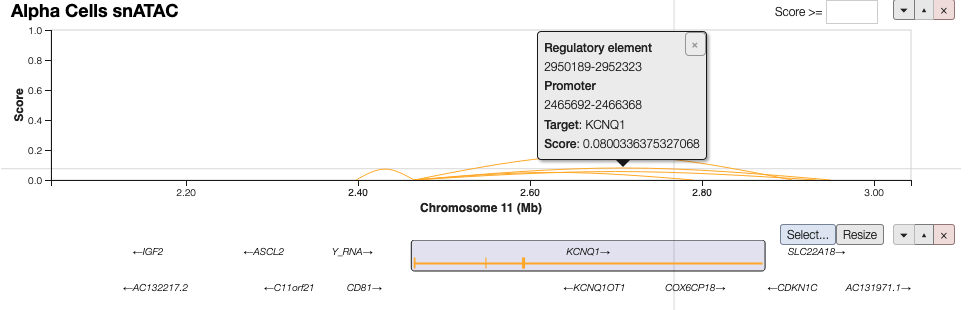 Alpha Cells snATAC
Score >=
▼ ▲ ×
1.0
Regulatory element ×
2950189-2952323
0.8
Promoter
2465692-2466368
0.6
Target: KCNQ1
Score
0.4
Score: 0.0800336375327068
0.2
0.0
2.20 2.40 2.60 2.80 3.00
Chromosome 11 (Mb)
Select... Resize ▼ ▲ ×
←IGF2 ←ASCL2 Y_RNA→ KCNQ1→ SLC22A18→
←AC132217.2 ←C11orf21 CD81→ ←KCNQ1OT1 COX6CP18→ ←CDKN1C AC131971.1→